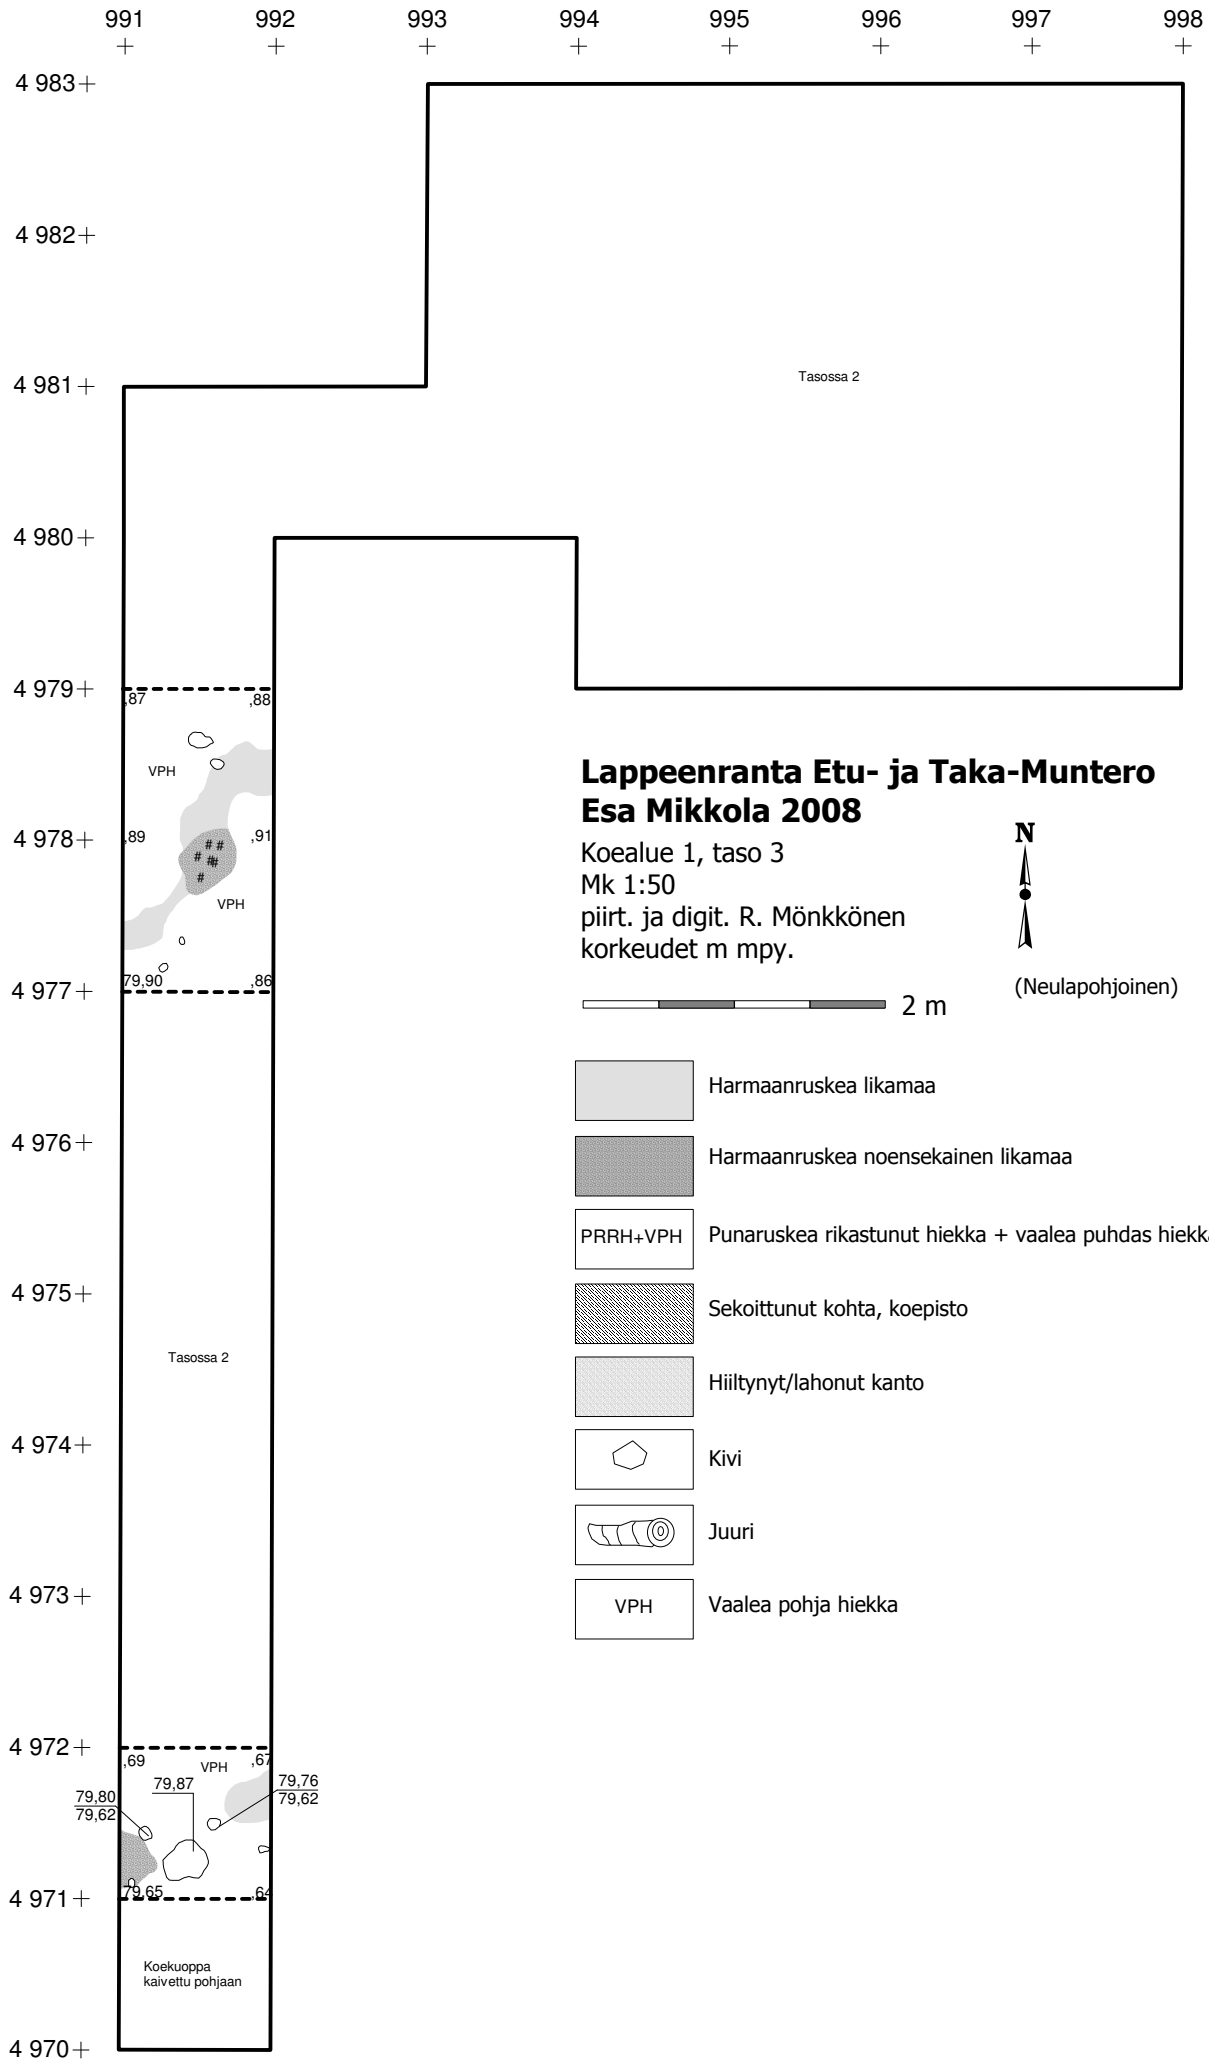 991 992 993 994 995 996 997 998
4 983
4 982
4 981
Tasossa 2
4 980
4 979
,87 ,88
VPH
4 978
,89 ,91
# # # # # #
VPH
79,90 ,86
4 977
4 976
4 975
Tasossa 2
4 974
4 973
4 972
,69 VPH ,67
79,80
79,62
79,87
79,76
79,62
79,65 ,64
4 971
Koekuoppa
kaivettu pohjaan
4 970
Lappeenranta Etu- ja Taka-Muntero
Esa Mikkola 2008
Koealue 1, taso 3
Mk 1:50
piirt. ja digit. R. Mönkkönen
korkeudet m mpy.
N
(Neulapohjoinen)
2 m
Harmaanruskea likamaa
Harmaanruskea noensekainen likamaa
PRRH+VPH Punaruskea rikastunut hiekka + vaalea puhdas hiekka
Sekoittunut kohta, koepisto
Hiiltynyt/lahonut kanto
Kivi
Juuri
VPH Vaalea pohja hiekka